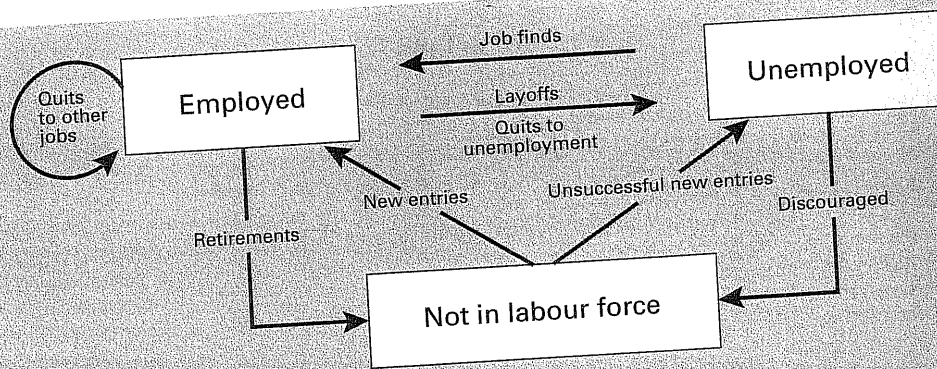 Job finds
Unemployed
Quits
to other
jobs
Employed
Layoffs
Quits to
unemployment
New entries
Unsuccessful new entries
Discouraged
Retirements
Not in labour force